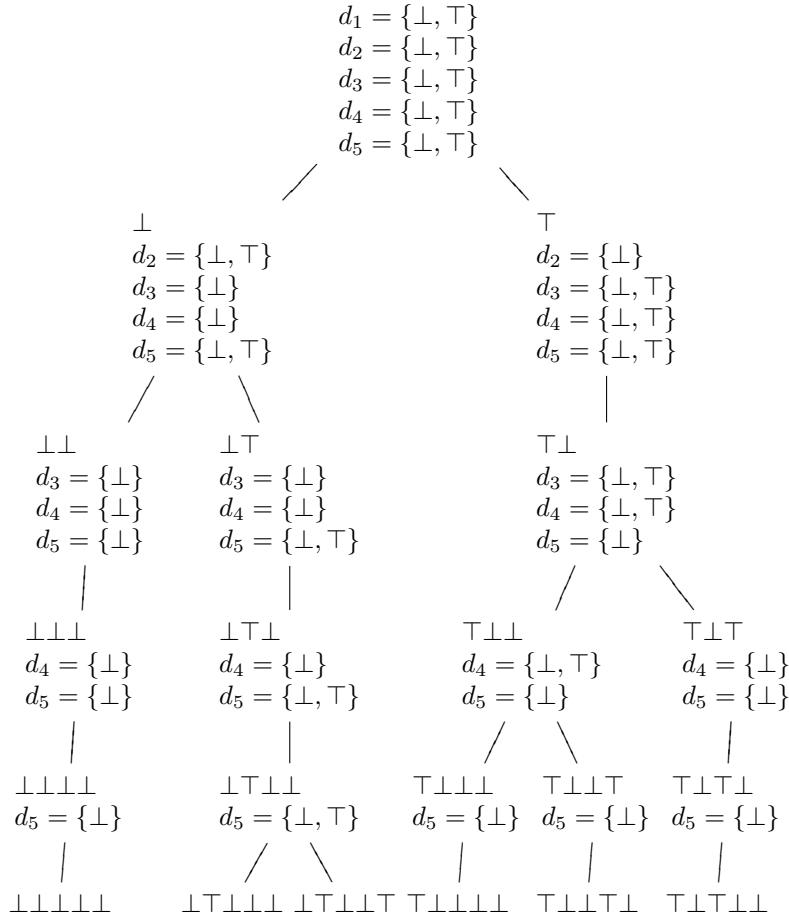 d₁ = {⊥, ⊤}
d₂ = {⊥, ⊤}
d₃ = {⊥, ⊤}
d₄ = {⊥, ⊤}
d₅ = {⊥, ⊤}
⊥
d₂ = {⊥, ⊤}
d₃ = {⊥}
d₄ = {⊥}
d₅ = {⊥, ⊤}
⊤
d₂ = {⊥}
d₃ = {⊥, ⊤}
d₄ = {⊥, ⊤}
d₅ = {⊥, ⊤}
⊥⊥
d₃ = {⊥}
d₄ = {⊥}
d₅ = {⊥}
⊥⊤
d₃ = {⊥}
d₄ = {⊥}
d₅ = {⊥, ⊤}
⊤⊥
d₃ = {⊥, ⊤}
d₄ = {⊥, ⊤}
d₅ = {⊥}
⊥⊥⊥
d₄ = {⊥}
d₅ = {⊥}
⊥⊤⊥
d₄ = {⊥}
d₅ = {⊥, ⊤}
⊤⊥⊥
d₄ = {⊥, ⊤}
d₅ = {⊥}
⊤⊥⊤
d₄ = {⊥}
d₅ = {⊥}
⊥⊥⊥⊥
d₅ = {⊥}
⊥⊤⊥⊥
d₅ = {⊥, ⊤}
⊤⊥⊥⊥
d₅ = {⊥}
⊤⊥⊥⊤
d₅ = {⊥}
⊤⊥⊤⊥
d₅ = {⊥}
⊥⊥⊥⊥⊥
⊥⊤⊥⊥⊥
⊥⊤⊥⊥⊤
⊤⊥⊥⊥⊥
⊤⊥⊥⊤⊥
⊤⊥⊤⊥⊥